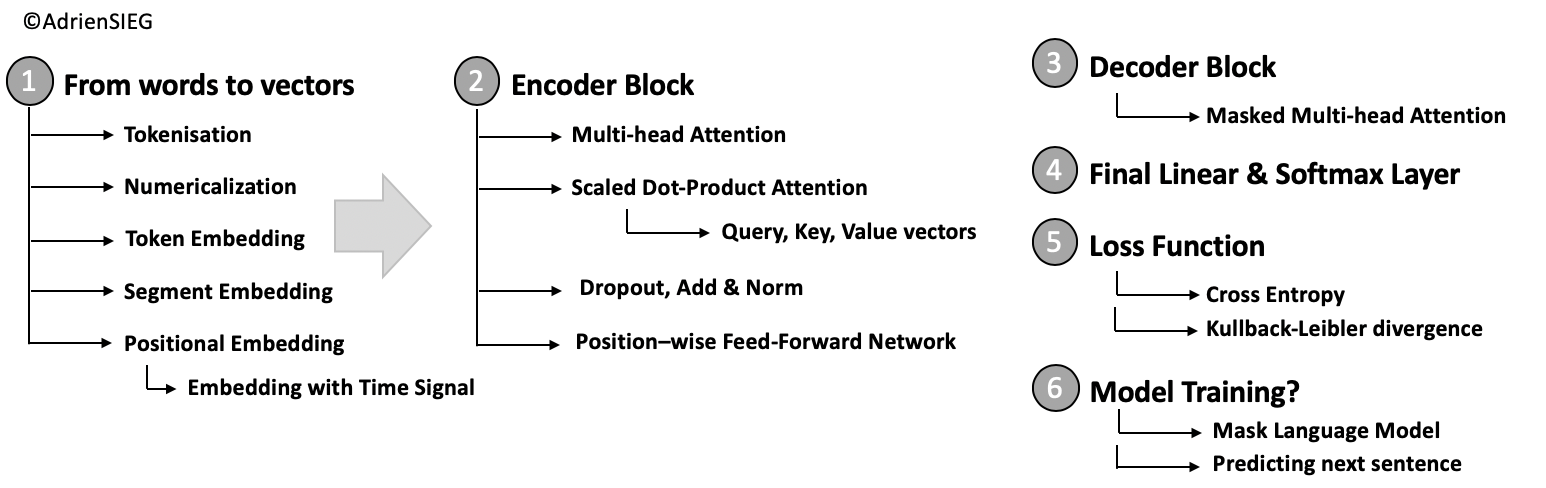 ©AdrienSIEG
1 From words to vectors
Tokenisation
Numericalization
Token Embedding
Segment Embedding
Positional Embedding
Embedding with Time Signal
2 Encoder Block
Multi-head Attention
Scaled Dot-Product Attention
Query, Key, Value vectors
Dropout, Add & Norm
Position–wise Feed-Forward Network
3 Decoder Block
Masked Multi-head Attention
4 Final Linear & Softmax Layer
5 Loss Function
Cross Entropy
Kullback-Leibler divergence
6 Model Training?
Mask Language Model
Predicting next sentence